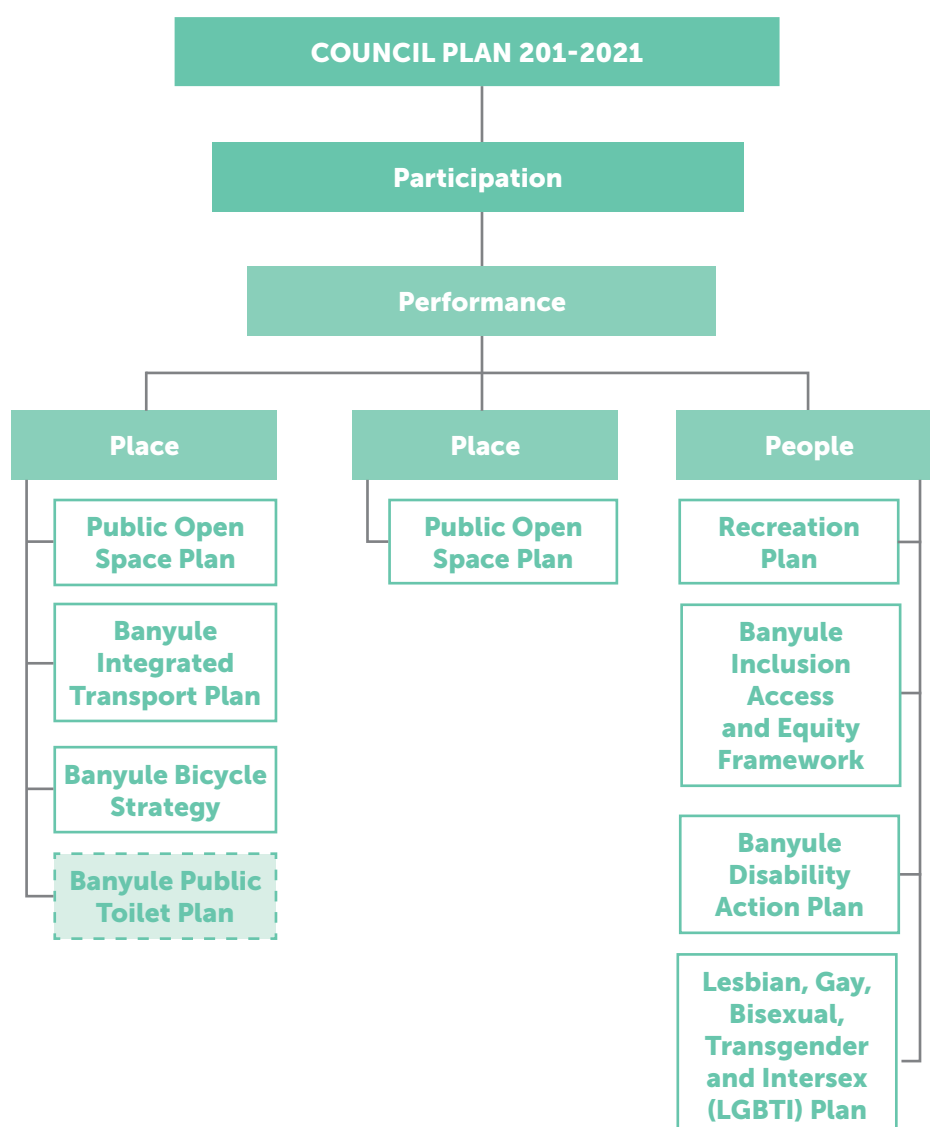 COUNCIL PLAN 201-2021
Participation
Performance
Place
Public Open
Space Plan
Banyule
Integrated
Transport Plan
Banyule Bicycle
Strategy
Banyule Public
Toilet Plan
Place
Public Open
Space Plan
People
Recreation
Plan
Banyule
Inclusion
Access
and Equity
Framework
Banyule
Disability
Action Plan
Lesbian, Gay,
Bisexual,
Transgender
and Intersex
(LGBTI) Plan